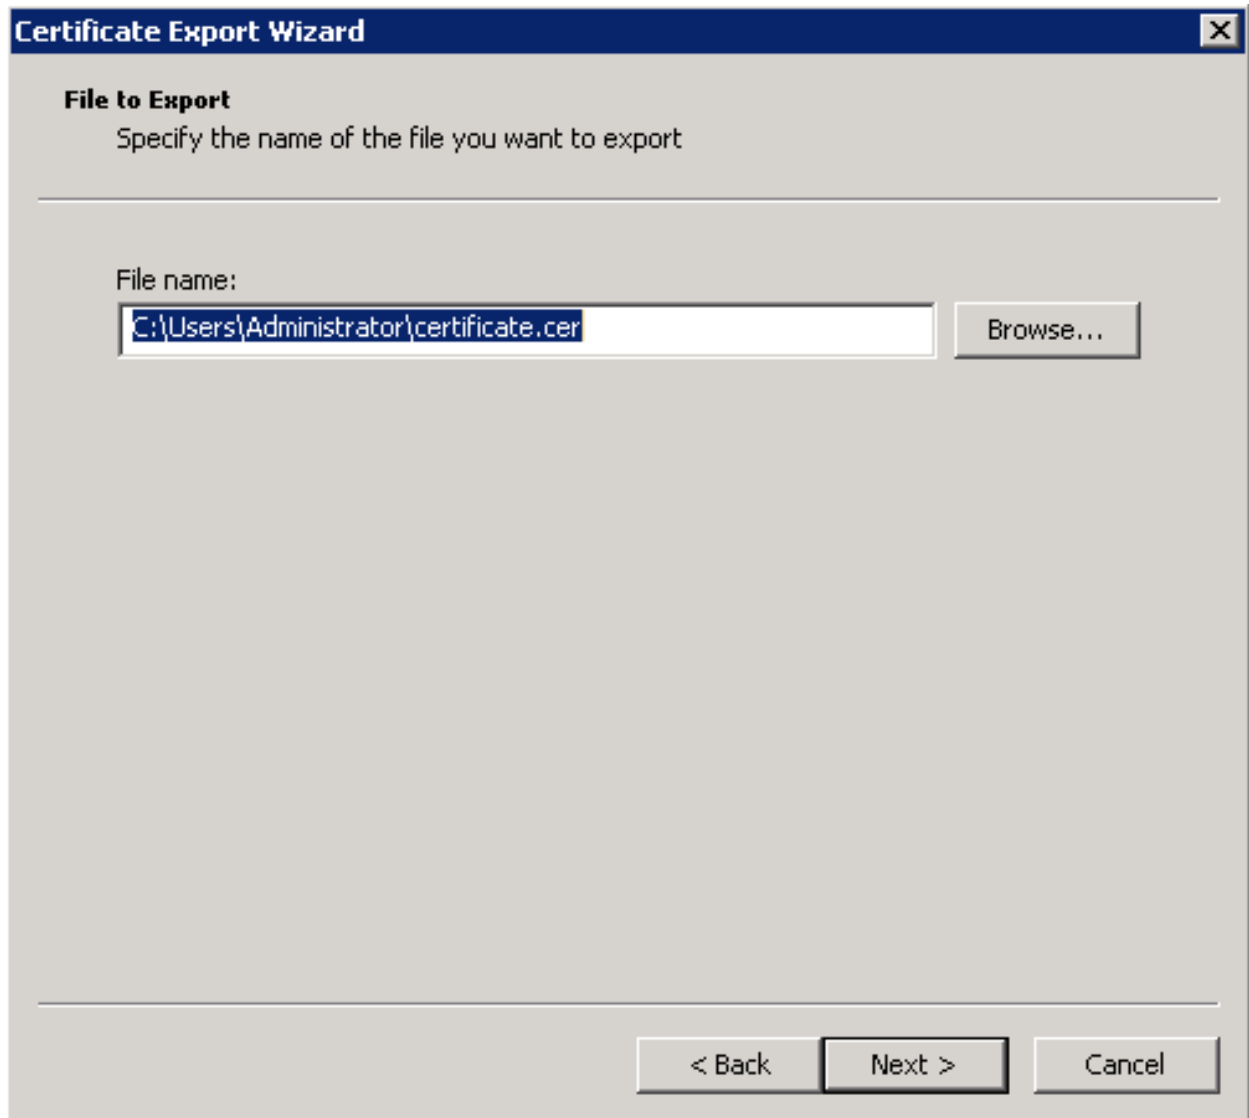 Certificate Export Wizard
File to Export
Specify the name of the file you want to export
File name:
C:\Users\Administrator\certificate.cer
Browse...
< Back
Next >
Cancel